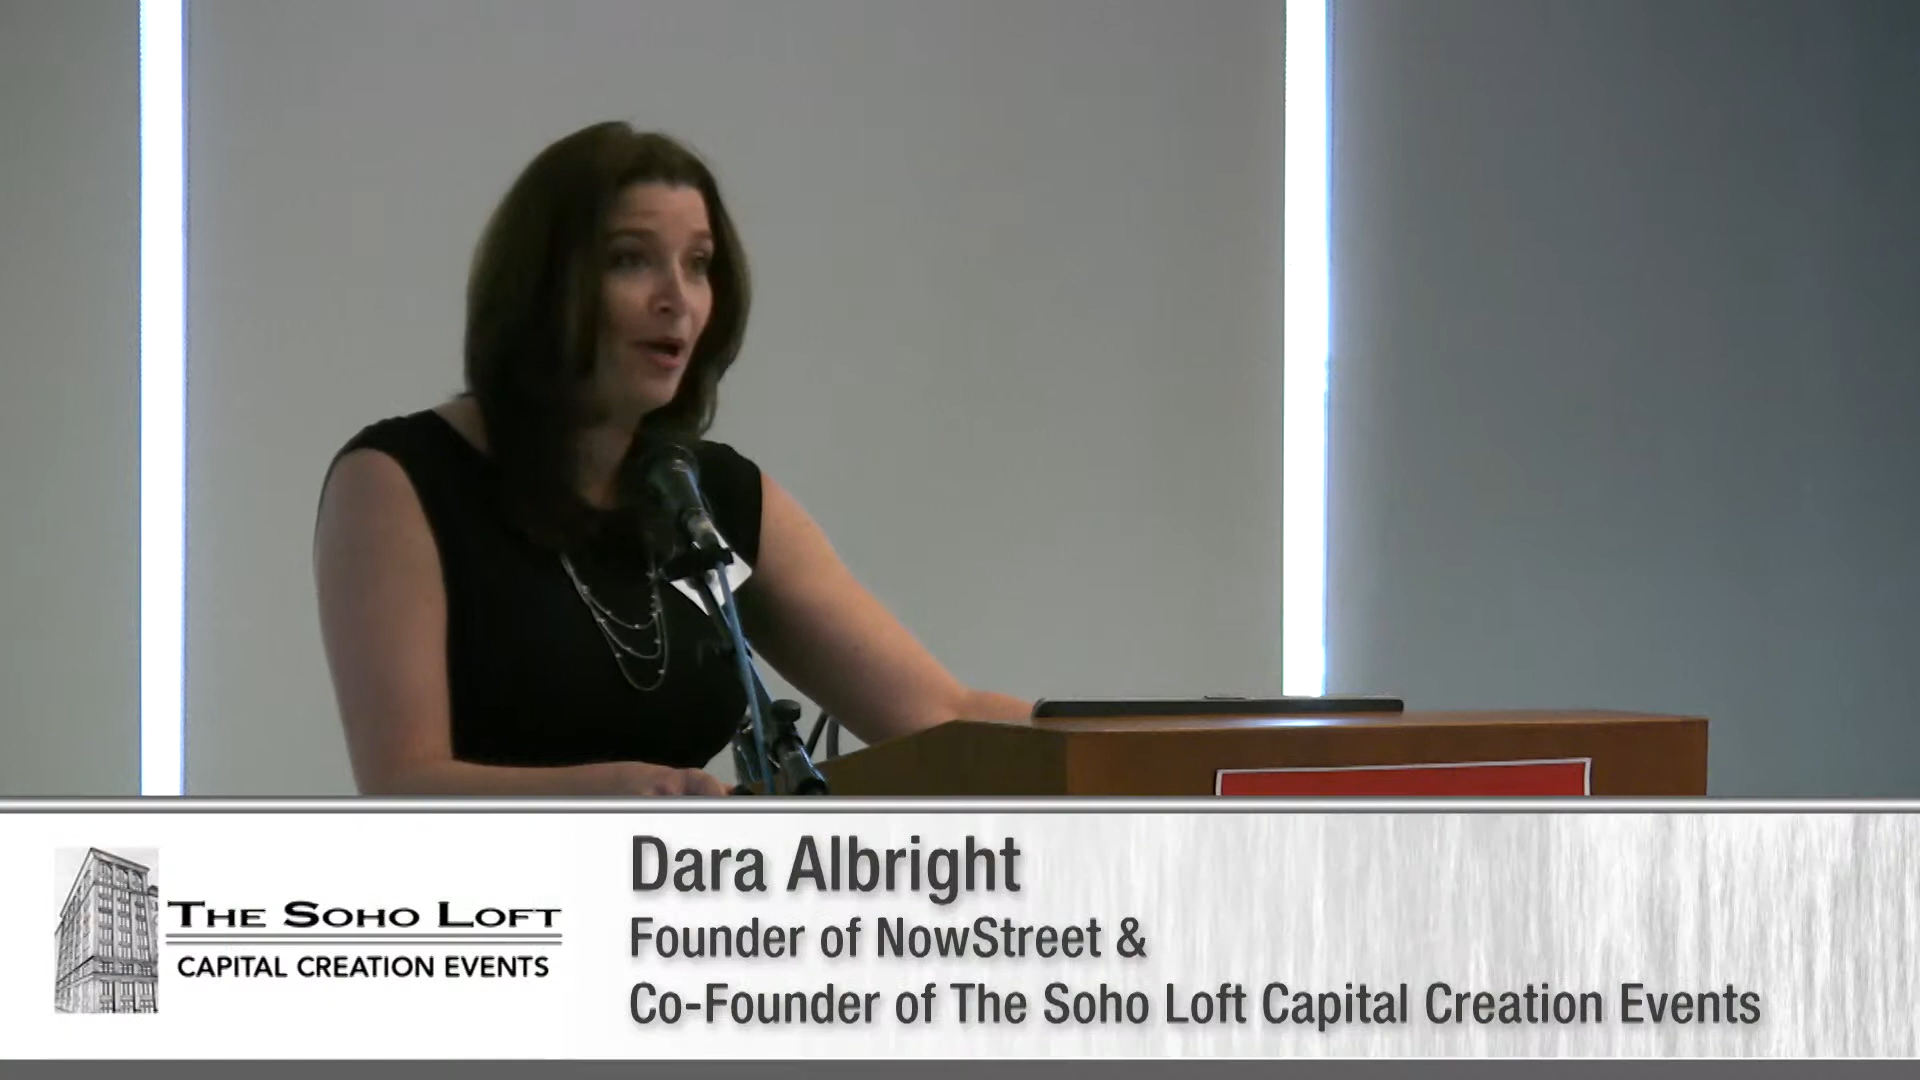 Dara Albright
Founder of NowStreet &
Co-Founder of The Soho Loft Capital Creation Events
THE SOHO LOFT
CAPITAL CREATION EVENTS